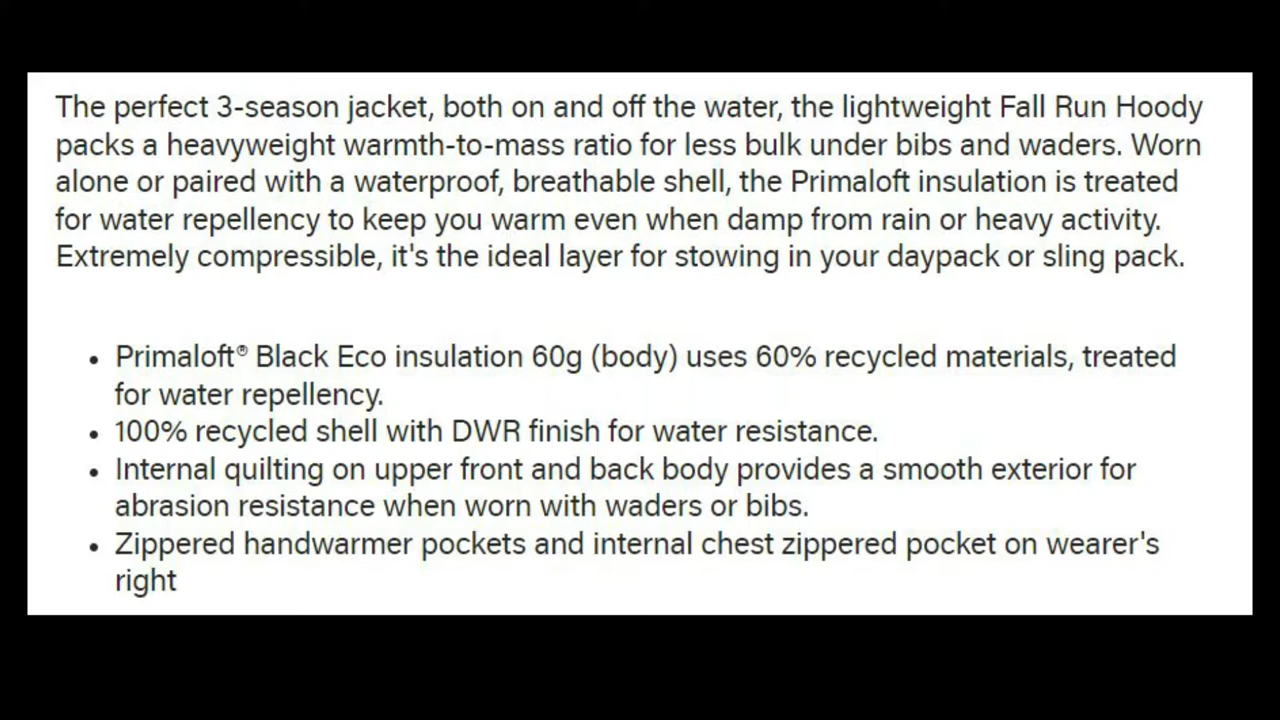 The perfect 3-season jacket, both on and off the water, the lightweight Fall Run Hoody
packs a heavyweight warmth-to-mass ratio for less bulk under bibs and waders. Worn
alone or paired with a waterproof, breathable shell, the Primaloft insulation is treated
for water repellency to keep you warm even when damp from rain or heavy activity.
Extremely compressible, it's the ideal layer for stowing in your daypack or sling pack.
• Primaloft® Black Eco insulation 60g (body) uses 60% recycled materials, treated
for water repellency.
• 100% recycled shell with DWR finish for water resistance.
• Internal quilting on upper front and back body provides a smooth exterior for
abrasion resistance when worn with waders or bibs.
• Zippered handwarmer pockets and internal chest zippered pocket on wearer's
right